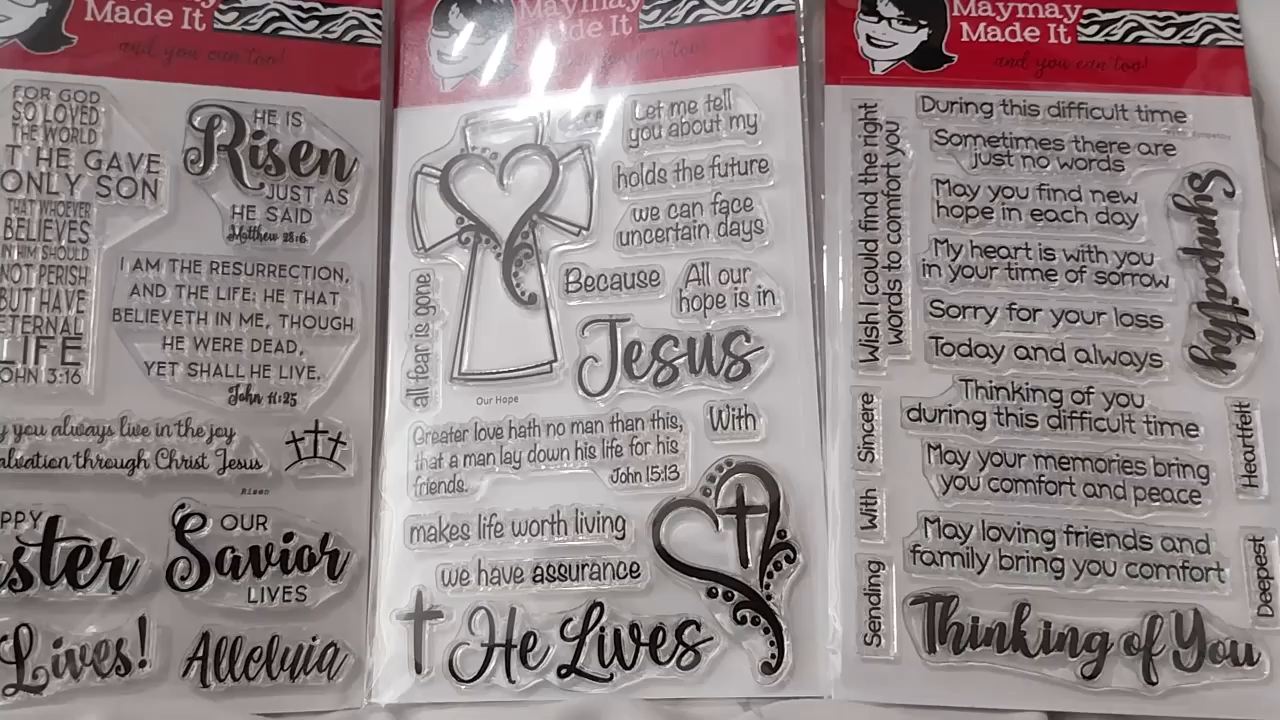 Maymay
Made It
and you can too!
FOR GOD
SO LOVED
THE WORLD
T HE GAVE
ONLY SON
THAT WHOEVER
BELIEVES
IN HIM SHOULD
NOT PERISH
BUT HAVE
ETERNAL
LIFE
JOHN 3:16
HE IS
Risen
JUST AS
HE SAID
Matthew 28:6
I AM THE RESURRECTION,
AND THE LIFE: HE THAT
BELIEVETH IN ME, THOUGH
HE WERE DEAD,
YET SHALL HE LIVE.
John 11:25
you always live in the joy
salvation through Christ Jesus
Risen
PPY
ster
OUR
Savior
LIVES
Lives!
Alleluia
Maymay
Made It
and you can too!
Let me tell
you about my
holds the future
we can face
uncertain days
Because
All our
hope is in
all fear is gone
Jesus
Our Hope
Greater love hath no man than this,
that a man lay down his life for his
friends.
John 15:13
With
makes life worth living
we have assurance
He Lives
Maymay
Made It
and you can too!
During this difficult time
Sympathy
Sometimes there are
just no words
May you find new
hope in each day
My heart is with you
in your time of sorrow
Sorry for your loss
Today and always
Thinking of you
during this difficult time
May your memories bring
you comfort and peace
May loving friends and
family bring you comfort
Thinking of You
Wish I could find the right
words to comfort you
Sincere
With
Sending
Sympathy
Heartfelt
Deepest